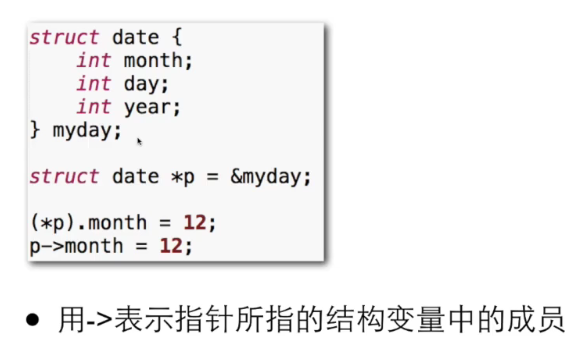 struct date {
    int month;
    int day;
    int year;
} myday;
struct date *p = &myday;
(*p).month = 12;
p->month = 12;
● 用->表示指针所指的结构变量中的成员